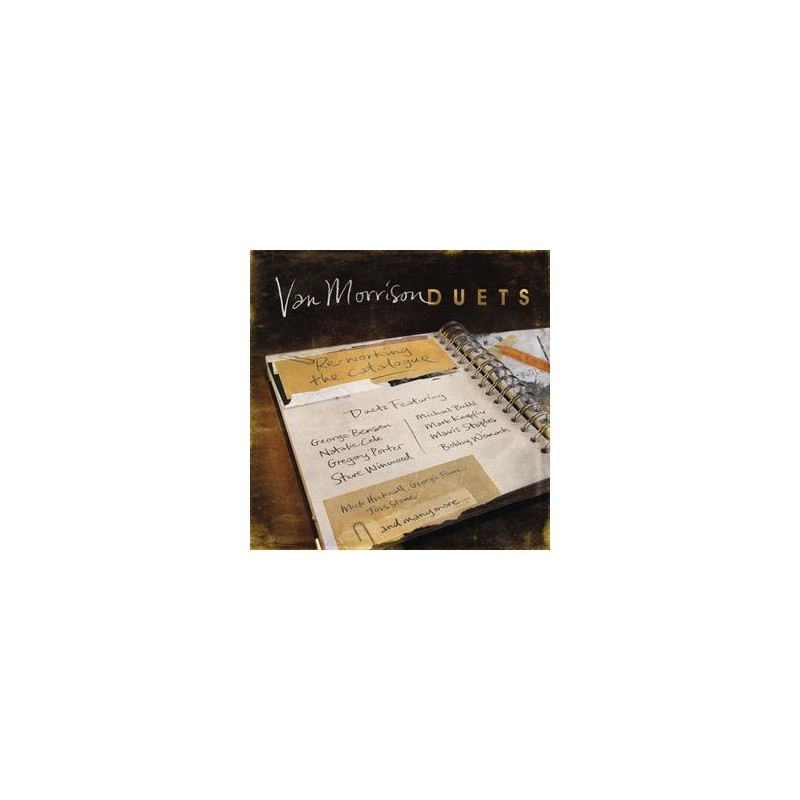 Van Morrison DUETS
Re-working
the Catalogue
Duets Featuring
George Benson
Natalie Cole
Gregory Porter
Steve Winwood
Michael Bublé
Mark Knopfler
Mavis Staples
Bobby Womack
Mick Hucknall, Georgie Fame...
Joss Stone...
and many more...